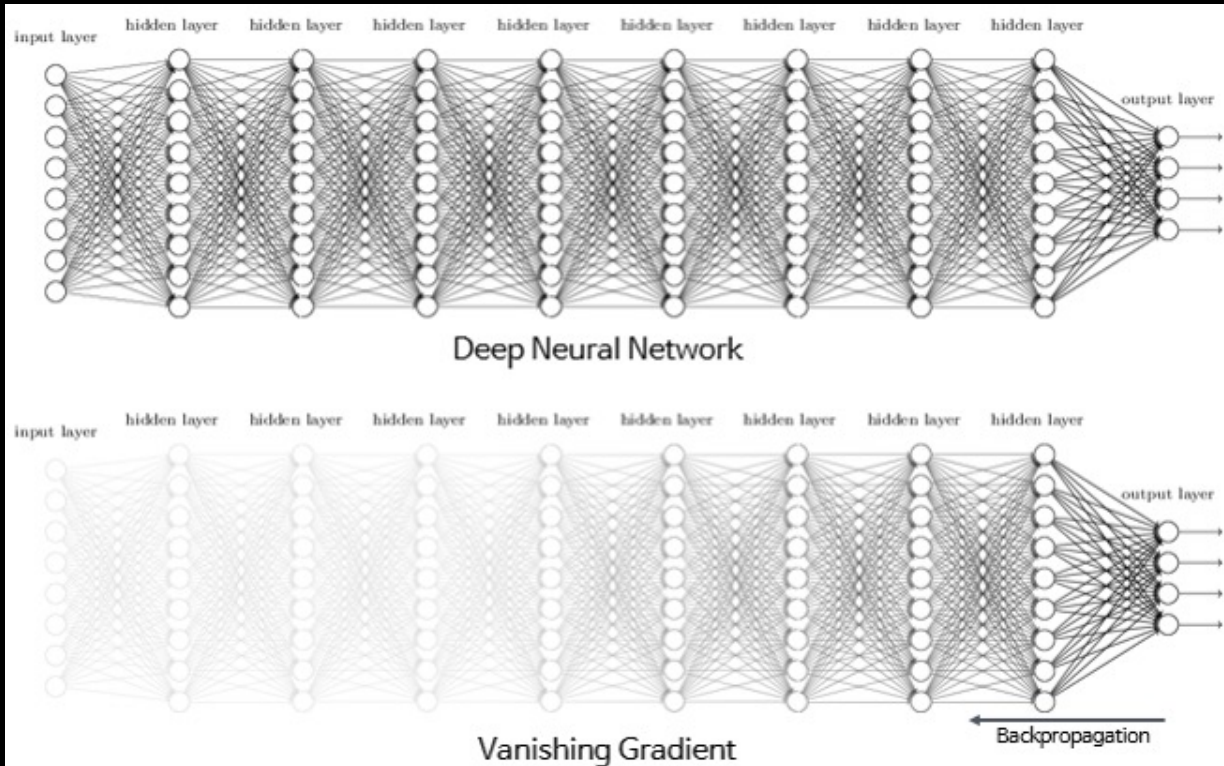 input layer
hidden layer hidden layer hidden layer hidden layer hidden layer hidden layer hidden layer hidden layer
output layer
Deep Neural Network
input layer
hidden layer hidden layer hidden layer hidden layer hidden layer hidden layer hidden layer hidden layer
output layer
Backpropagation
Vanishing Gradient